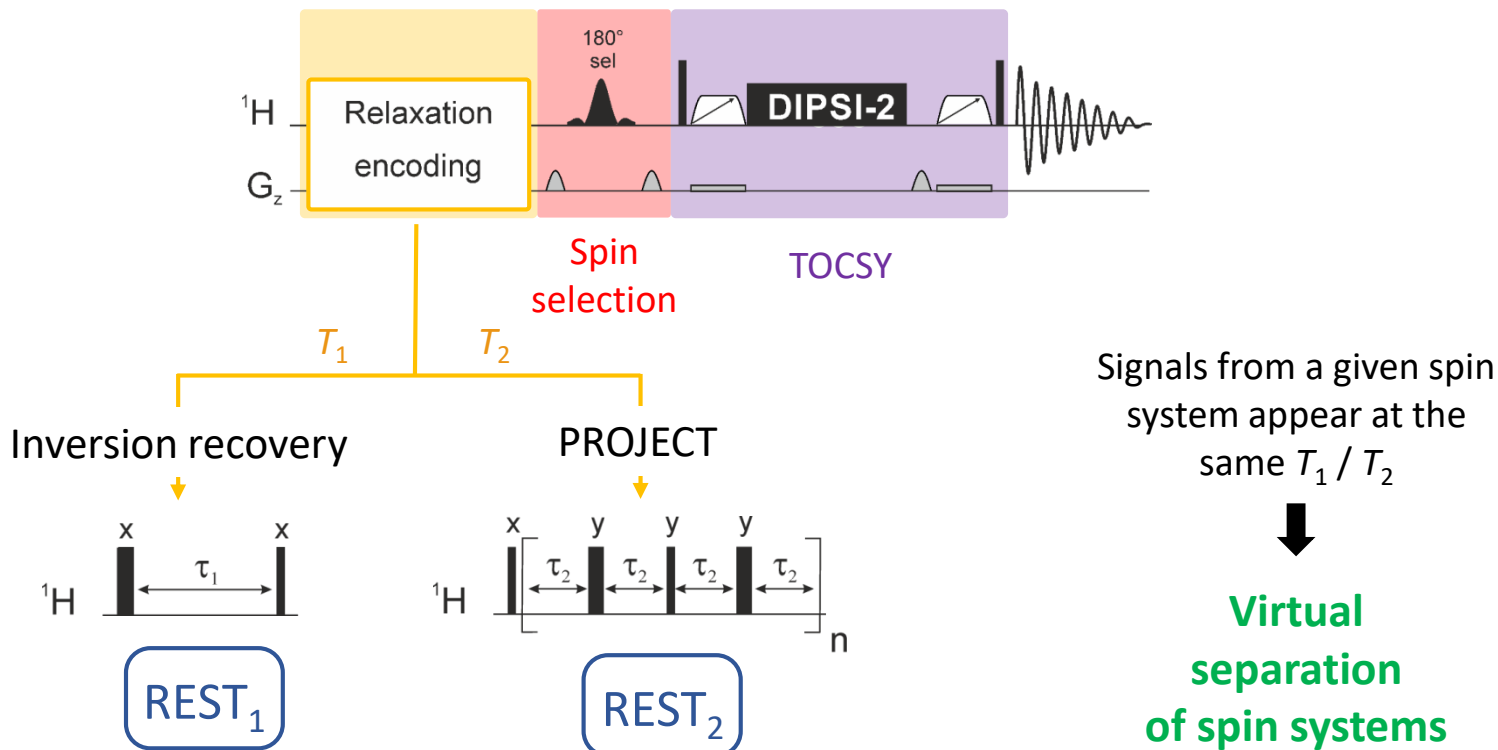 180°
sel
¹H
Relaxation
encoding
DIPSI-2
G_z
Spin
selection
TOCSY
T₁
T₂
Inversion recovery
PROJECT
Signals from a given spin
system appear at the
same T₁ / T₂
x
x
τ₁
¹H
x
y
y
y
τ₂
τ₂
τ₂
τ₂
¹H
n
REST₁
REST₂
Virtual
separation
of spin systems